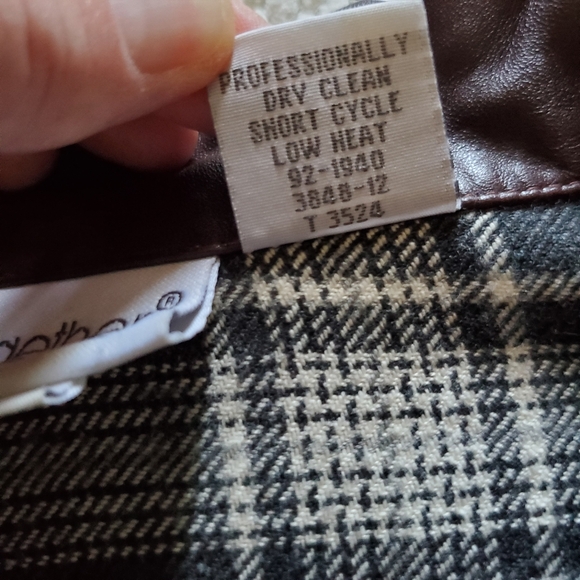 PROFESSIONALLY
DRY CLEAN
SHORT CYCLE
LOW HEAT
92-1940
3848-12
T 3524
®